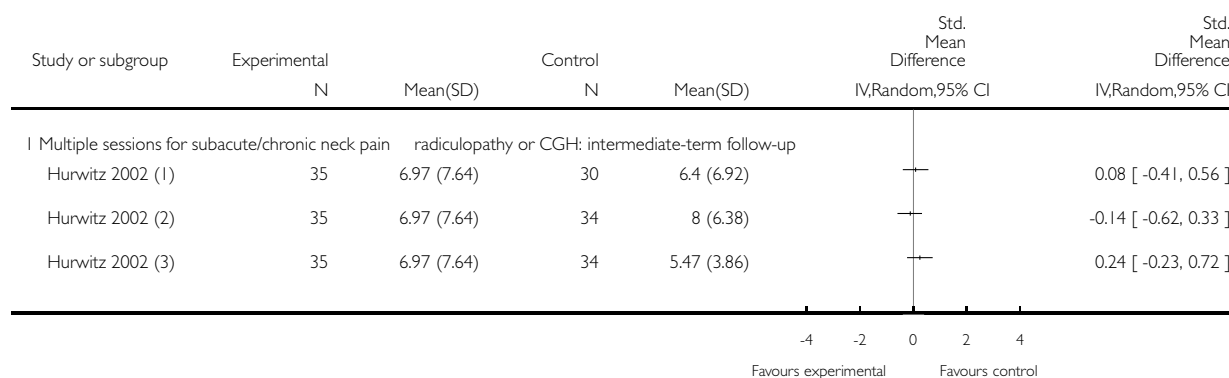 Study or subgroup Experimental Control Std. Mean Difference Std. Mean Difference
N Mean(SD) N Mean(SD) IV,Random,95% CI IV,Random,95% CI
1 Multiple sessions for subacute/chronic neck pain radiculopathy or CGH: intermediate-term follow-up
Hurwitz 2002 (1) 35 6.97 (7.64) 30 6.4 (6.92) 0.08 [ -0.41, 0.56 ]
Hurwitz 2002 (2) 35 6.97 (7.64) 34 8 (6.38) -0.14 [ -0.62, 0.33 ]
Hurwitz 2002 (3) 35 6.97 (7.64) 34 5.47 (3.86) 0.24 [ -0.23, 0.72 ]
-4 -2 0 2 4
Favours experimental Favours control